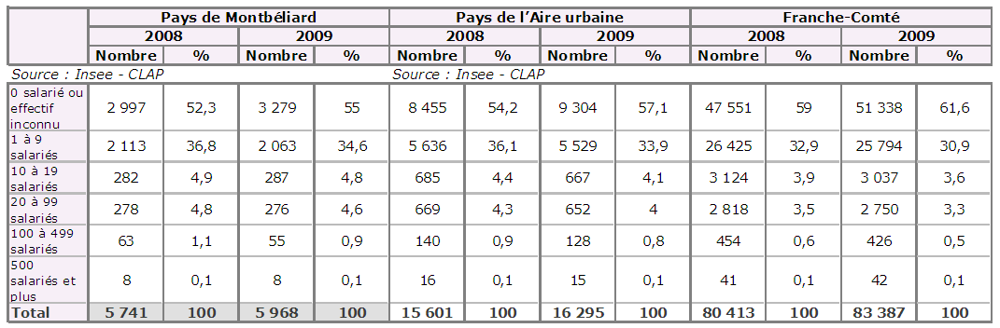 Pays de Montbéliard Pays de l’Aire urbaine Franche-Comté
2008 2009 2008 2009 2008 2009
Nombre % Nombre % Nombre % Nombre % Nombre % Nombre %
Source : Insee - CLAP Source : Insee - CLAP
0 salarié ou effectif inconnu 2 997 52,3 3 279 55 8 455 54,2 9 304 57,1 47 551 59 51 338 61,6
1 à 9 salariés 2 113 36,8 2 063 34,6 5 636 36,1 5 529 33,9 26 425 32,9 25 794 30,9
10 à 19 salariés 282 4,9 287 4,8 685 4,4 667 4,1 3 124 3,9 3 037 3,6
20 à 99 salariés 278 4,8 276 4,6 669 4,3 652 4 2 818 3,5 2 750 3,3
100 à 499 salariés 63 1,1 55 0,9 140 0,9 128 0,8 454 0,6 426 0,5
500 salariés et plus 8 0,1 8 0,1 16 0,1 15 0,1 41 0,1 42 0,1
Total 5 741 100 5 968 100 15 601 100 16 295 100 80 413 100 83 387 100